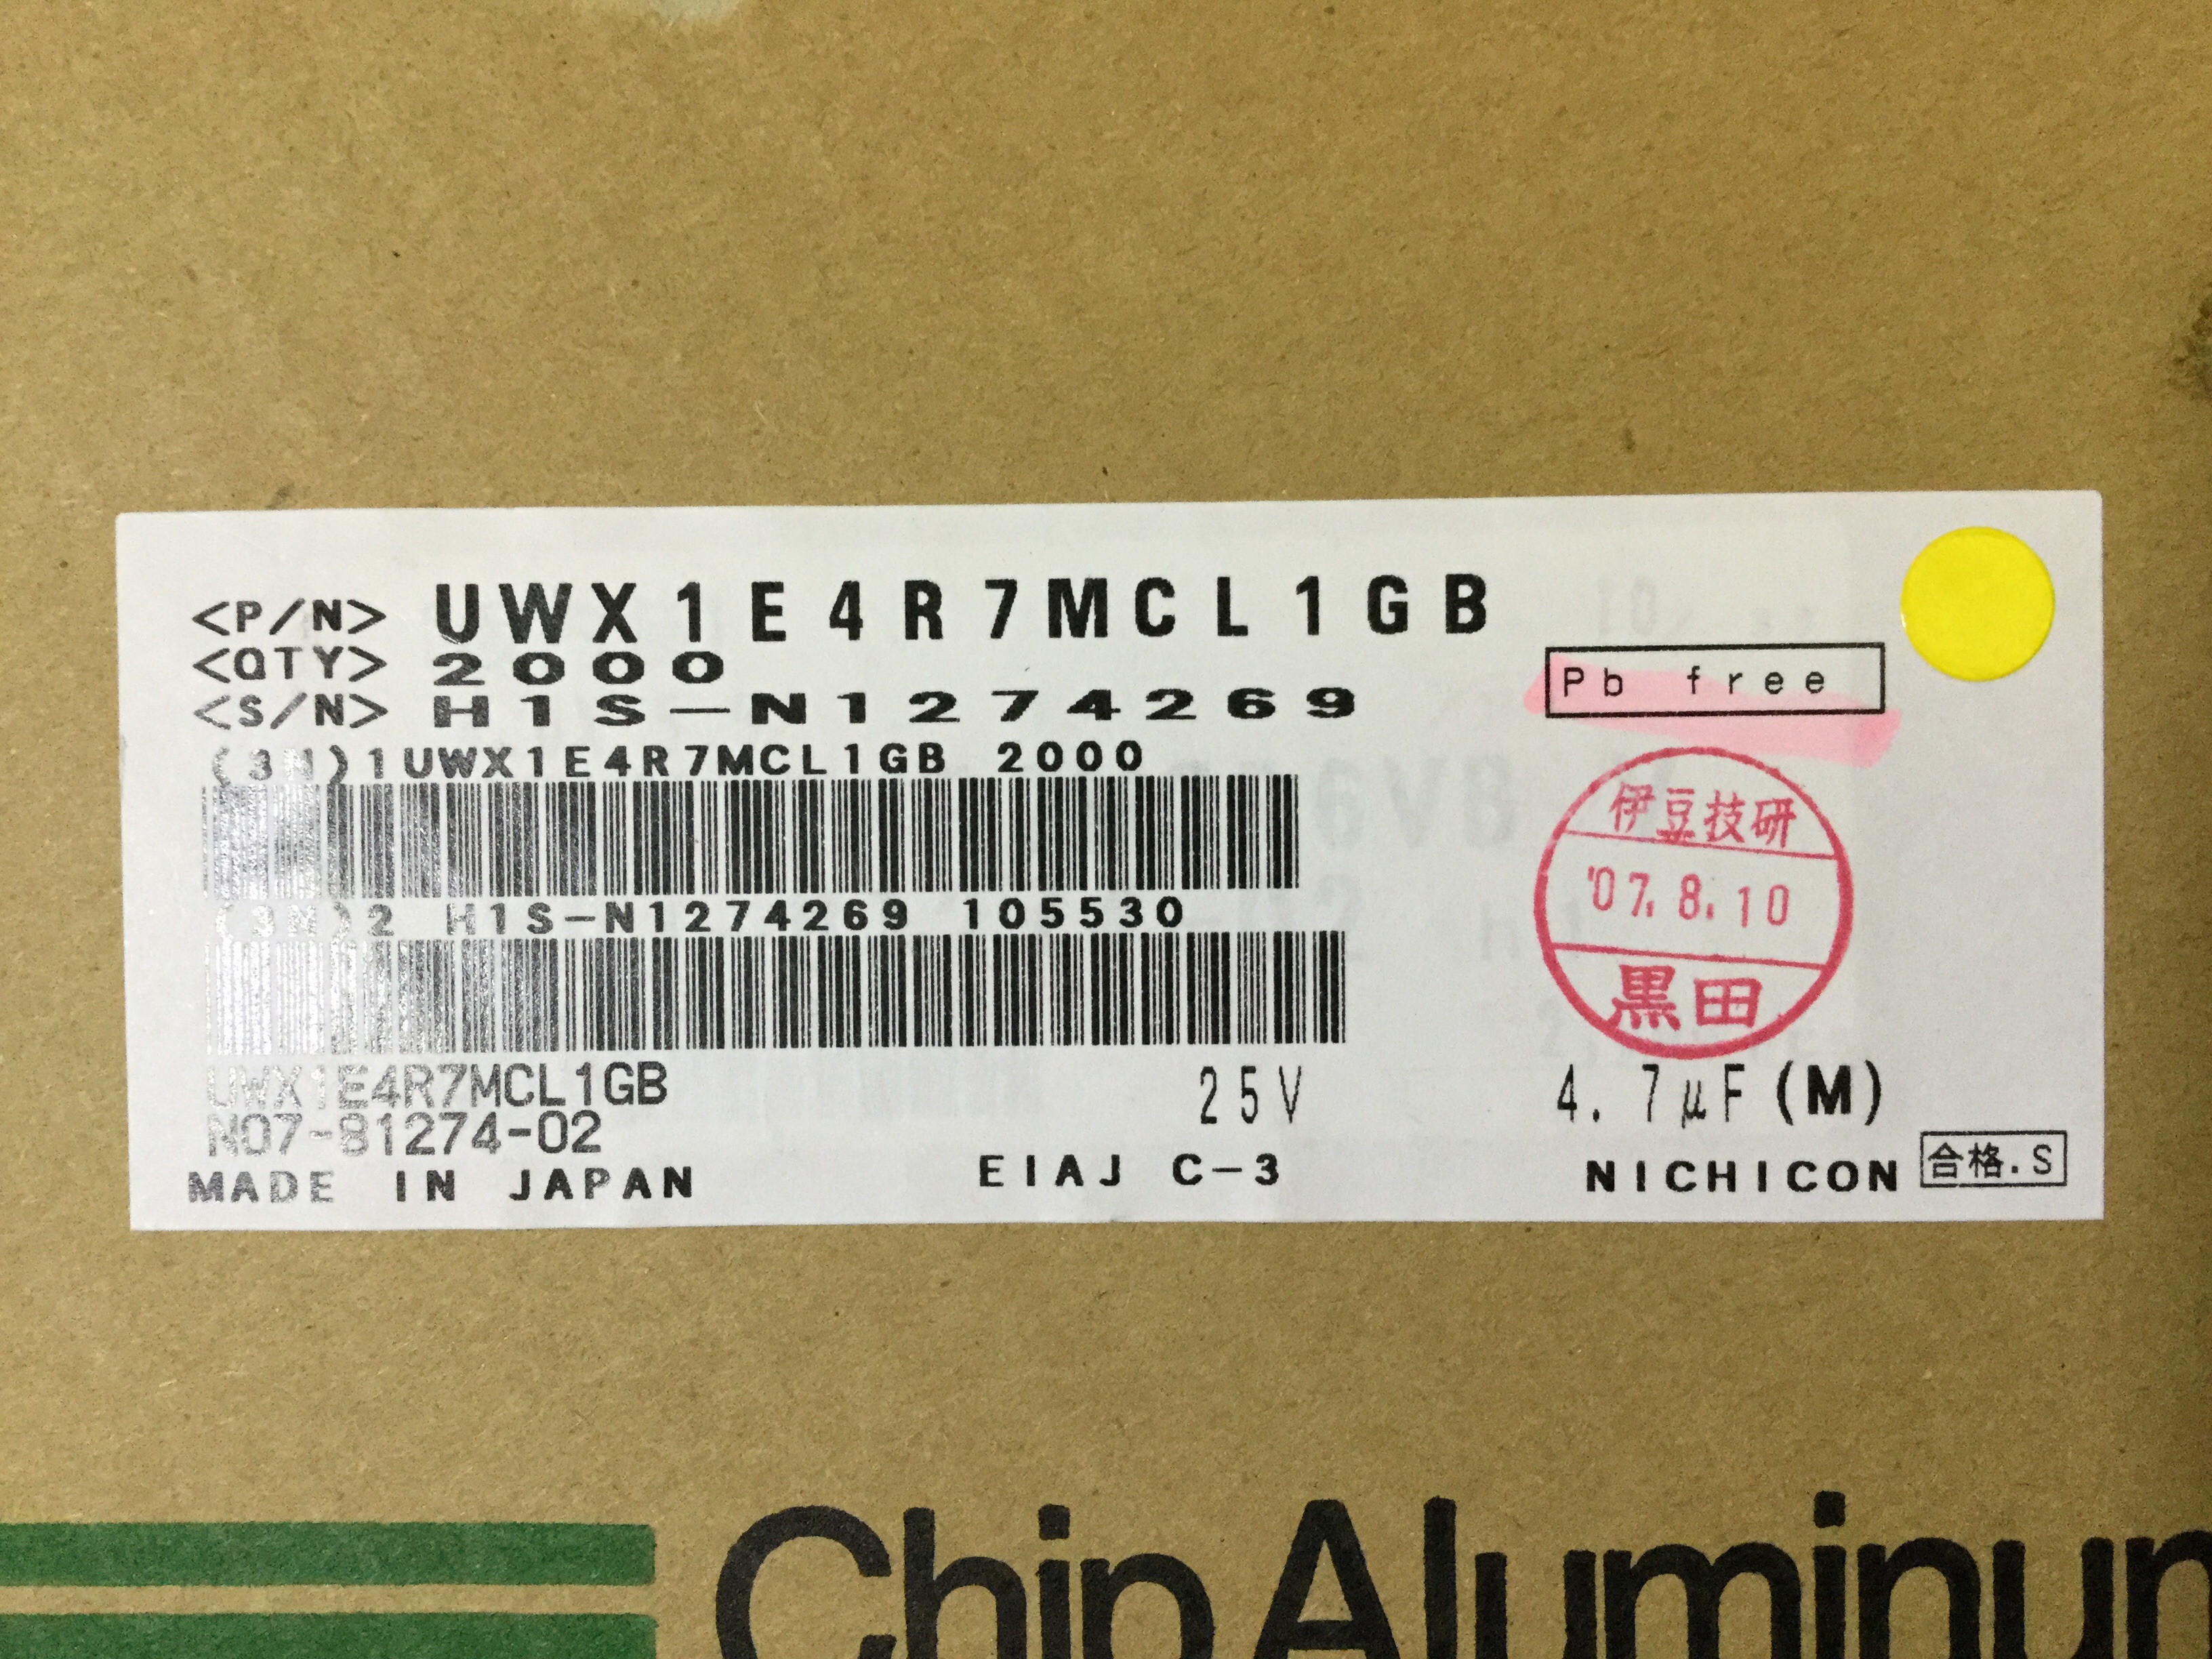 <P/N> UWX1E4R7MCL1GB
<QTY> 2000
<S/N> H1S-N1274269
Pb free
(3N)1UWX1E4R7MCL1GB 2000
(3N)2 H1S-N1274269 105530
伊豆技研
'07.8.10
黒田
UWX1E4R7MCL1GB 25V 4.7μF(M)
N07-81274-02
MADE IN JAPAN EIAJ C-3 NICHICON 合格.S
Chip Aluminum